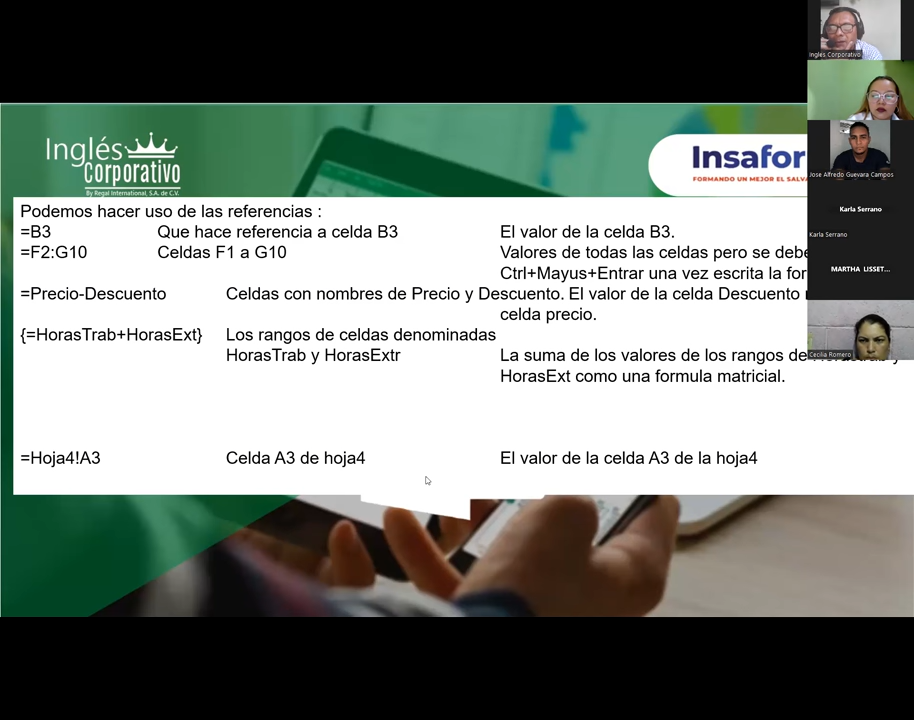 Inglés
Corporativo
By Regal International, S.A. de C.V.
Insafor
FORMANDO UN MEJOR EL
Podemos hacer uso de las referencias :
=B3 Que hace referencia a celda B3 El valor de la celda B3.
=F2:G10 Celdas F1 a G10 Valores de todas las celdas pero se debe
Ctrl+Mayus+Entrar una vez escrita la
=Precio-Descuento Celdas con nombres de Precio y Descuento. El valor de la celda Descuento
celda precio.
{=HorasTrab+HorasExt} Los rangos de celdas denominadas
HorasTrab y HorasExtr La suma de los valores de los rangos de
HorasExt como una formula matricial.
=Hoja4!A3 Celda A3 de hoja4 El valor de la celda A3 de la hoja4
Inglés Corporativo
Jose Alfredo Guevara Campos
Karla Serrano
Karla Serrano
MARTHA LISSET...
Cecilia Romero